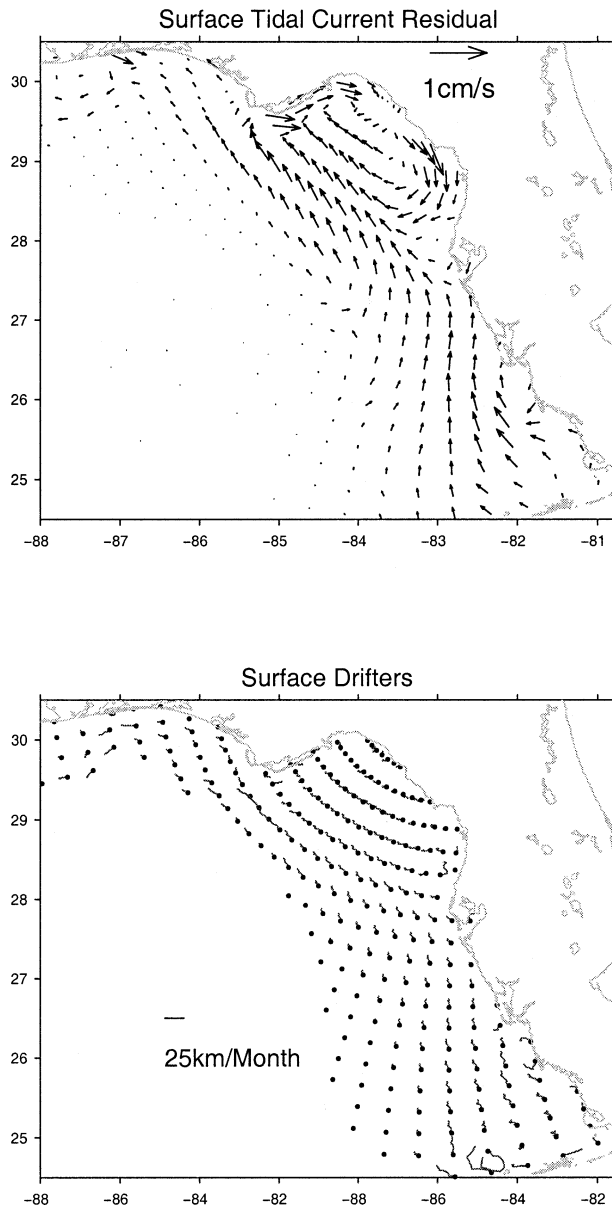 Surface Tidal Current Residual
30
1cm/s
29
28
27
26
25
−88 −87 −86 −85 −84 −83 −82 −81
Surface Drifters
30
29
28
27
26
25km/Month
25
−88 −86 −84 −82 −88 −86 −84 −82